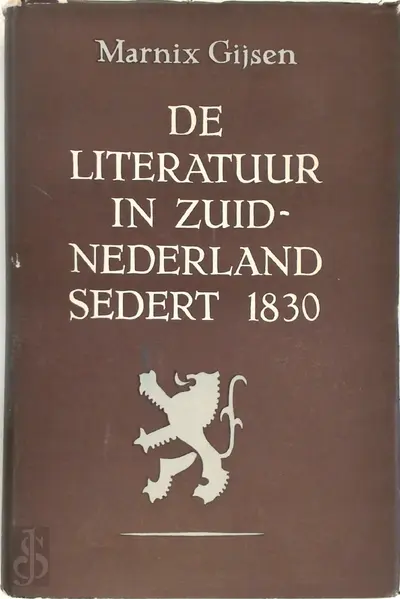 Marnix Gijsen
DE
LITERATUUR
IN ZUID-
NEDERLAND
SEDERT 1830